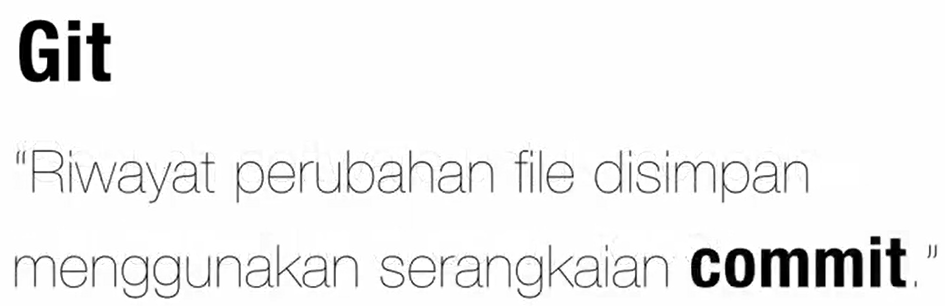 Git
“Riwayat perubahan file disimpan
menggunakan serangkaian commit.”